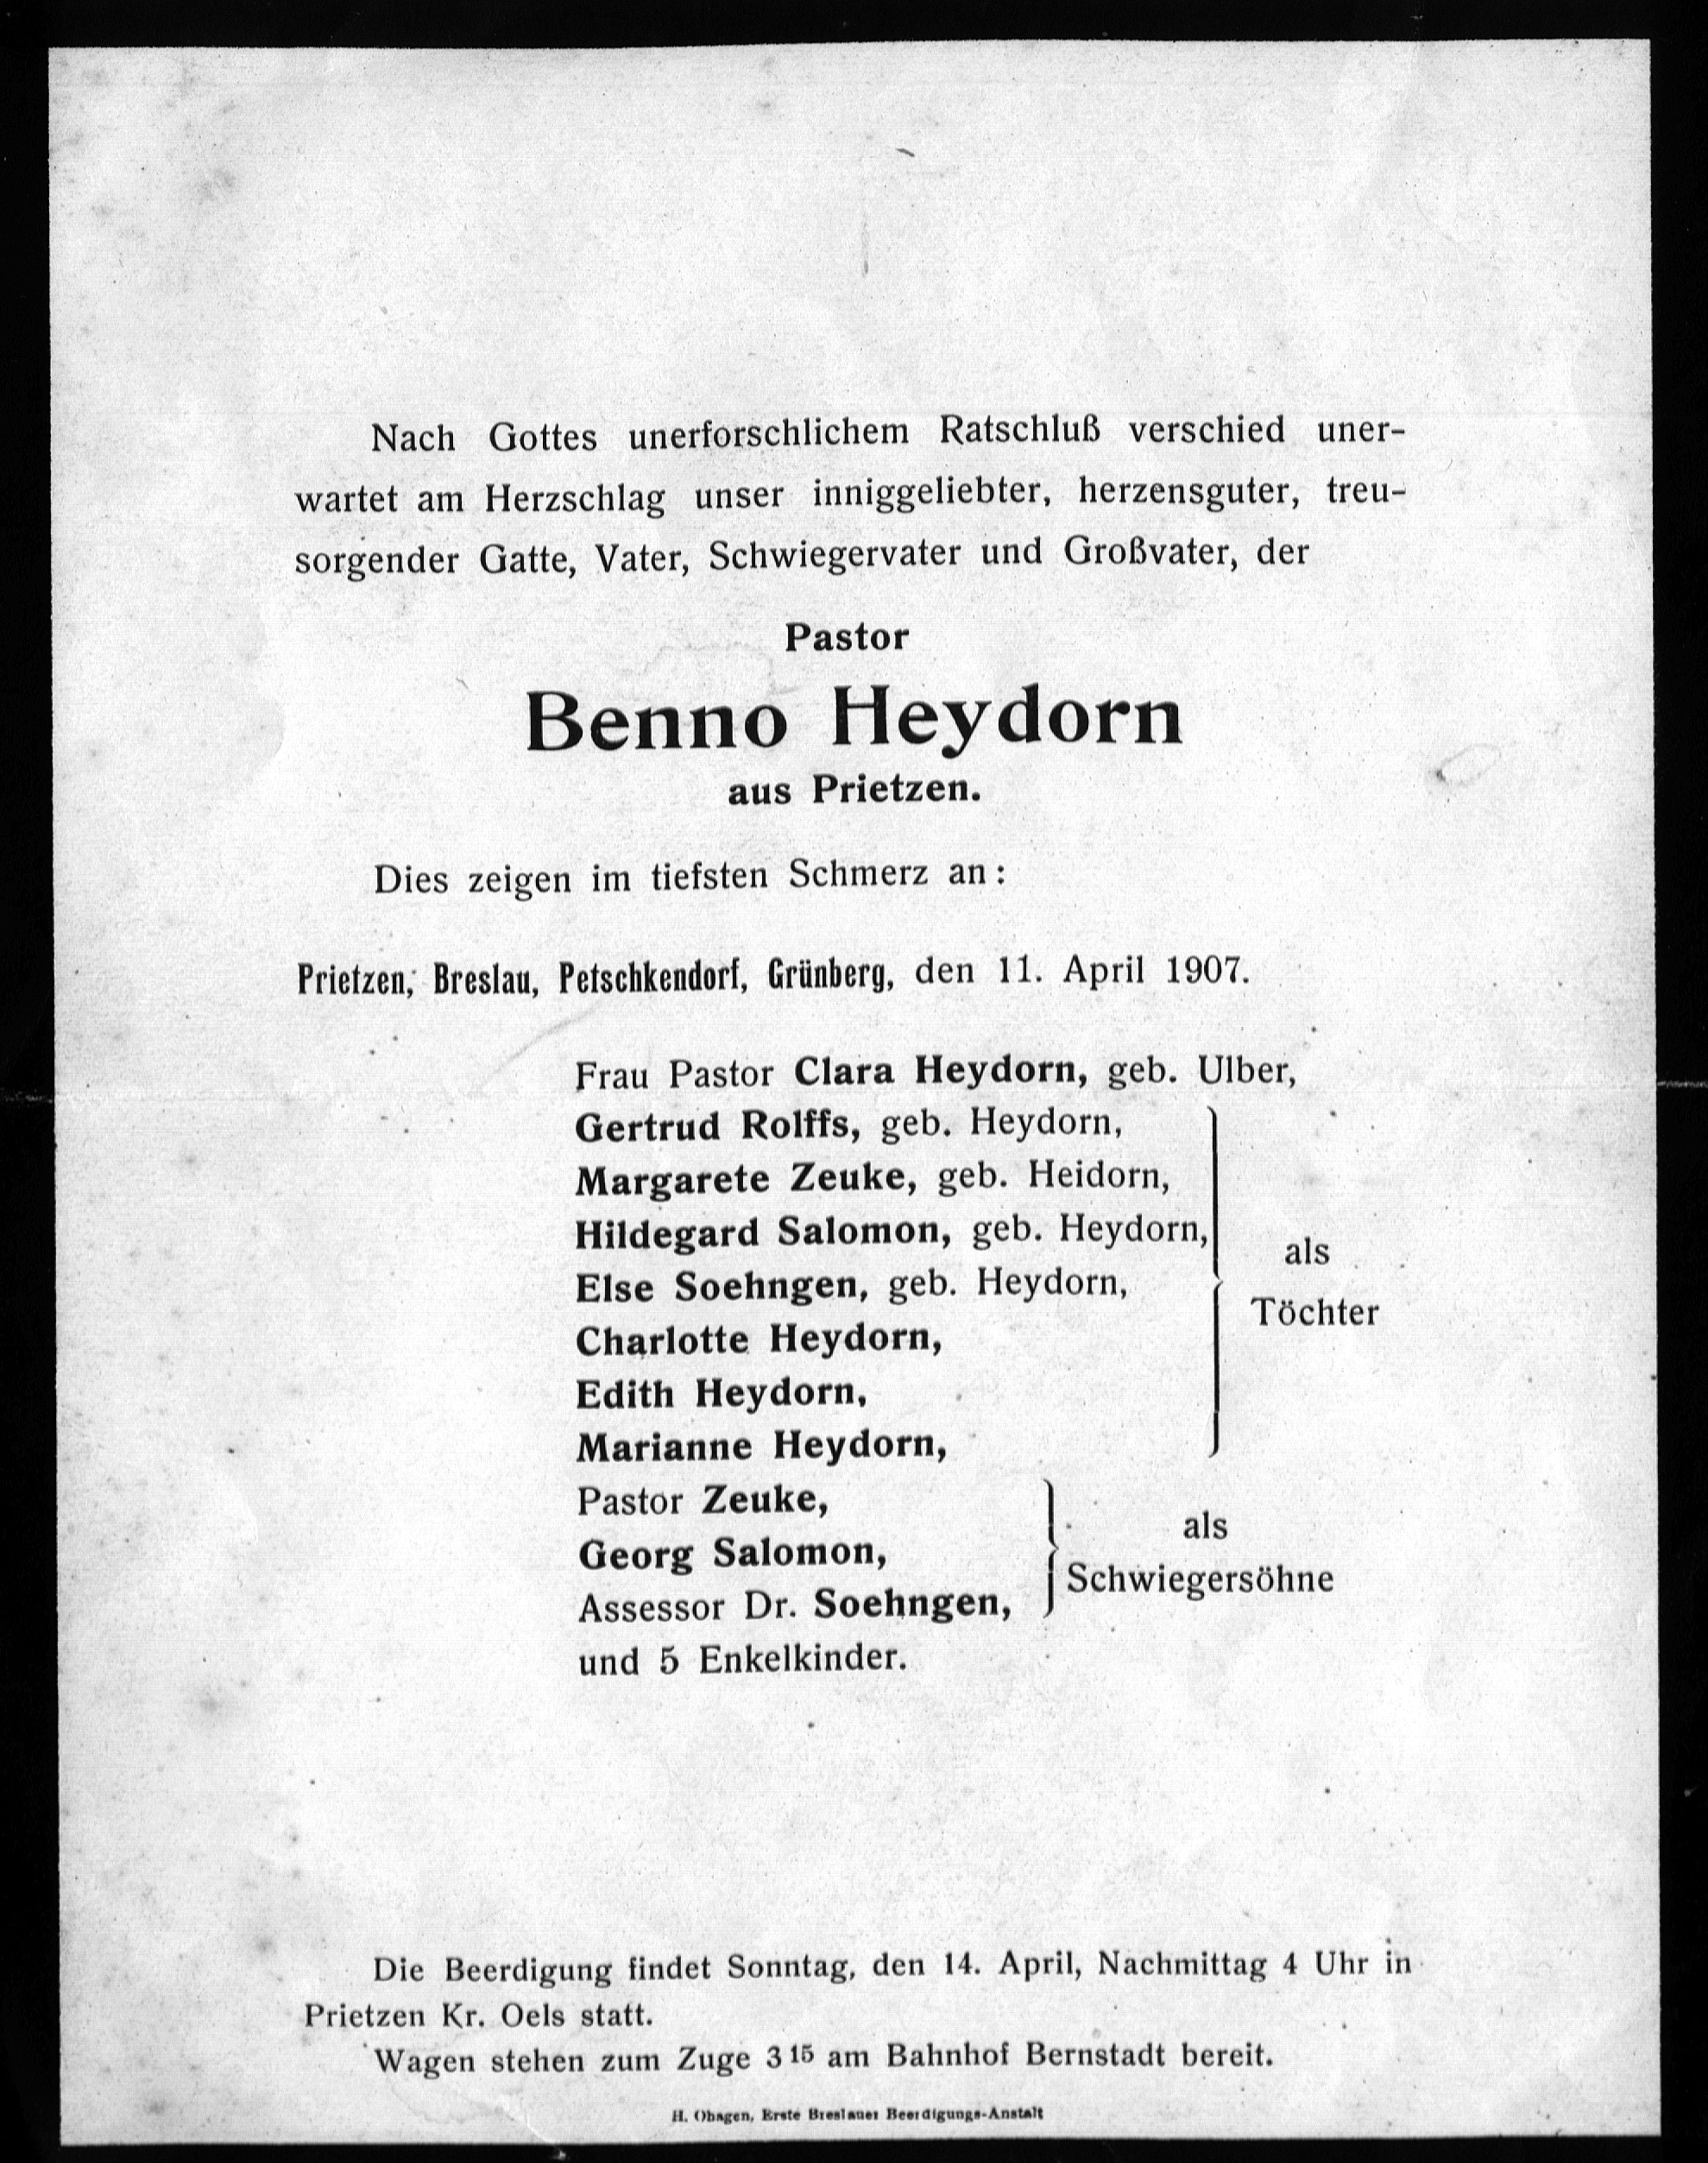 Nach Gottes unerforschlichem Ratschluß verschied uner-
wartet am Herzschlag unser inniggeliebter, herzensguter, treu-
sorgender Gatte, Vater, Schwiegervater und Großvater, der
Pastor
Benno Heydorn
aus Prietzen.
Dies zeigen im tiefsten Schmerz an:
Prietzen, Breslau, Petschkendorf, Grünberg, den 11. April 1907.
Frau Pastor Clara Heydorn, geb. Ulber,
Gertrud Rolffs, geb. Heydorn,
Margarete Zeuke, geb. Heidorn,
Hildegard Salomon, geb. Heydorn,
Else Soehngen, geb. Heydorn,
Charlotte Heydorn,
Edith Heydorn,
Marianne Heydorn,
als
Töchter
Pastor Zeuke,
Georg Salomon,
Assessor Dr. Soehngen,
als
Schwiegersöhne
und 5 Enkelkinder.
Die Beerdigung findet Sonntag, den 14. April, Nachmittag 4 Uhr in
Prietzen Kr. Oels statt.
Wagen stehen zum Zuge 3 15 am Bahnhof Bernstadt bereit.
H. Ohagen, Erste Breslauer Beerdigungs-Anstalt